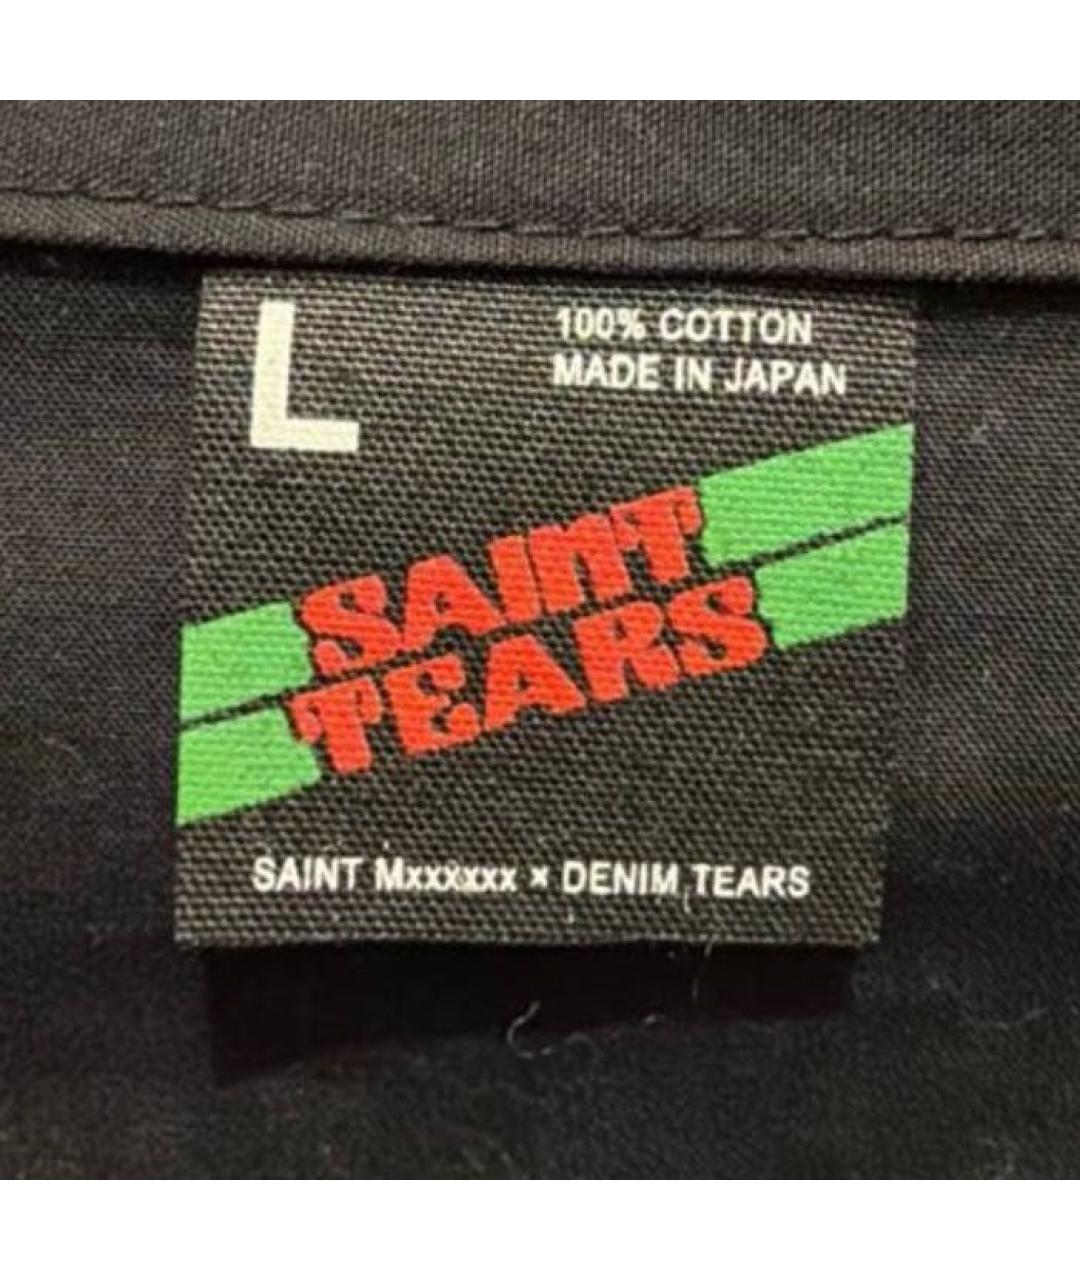 L
100% COTTON
MADE IN JAPAN
SAINT
TEARS
SAINT Mxxxxxx × DENIM TEARS